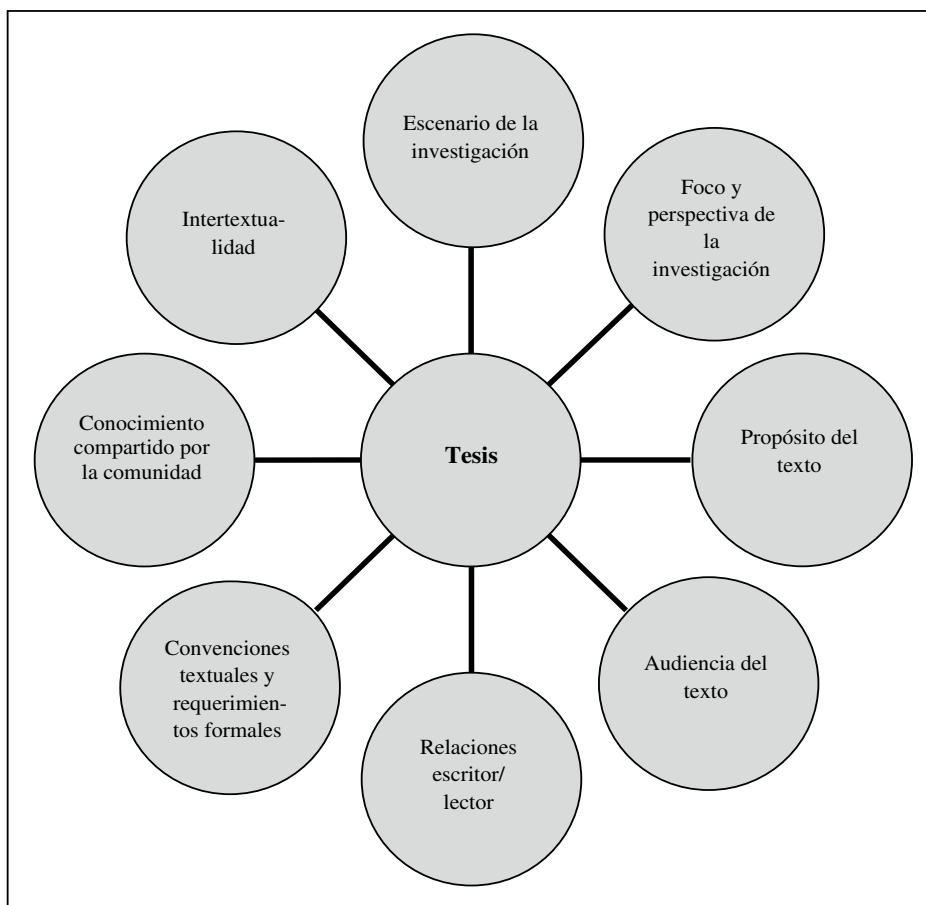 Escenario de la
investigación
Foco y
perspectiva de
la
investigación
Propósito del
texto
Audiencia del
texto
Relaciones
escritor/
lector
Convenciones
textuales y
requerimien-
tos formales
Conocimiento
compartido por
la comunidad
Intertextua-
lidad
Tesis